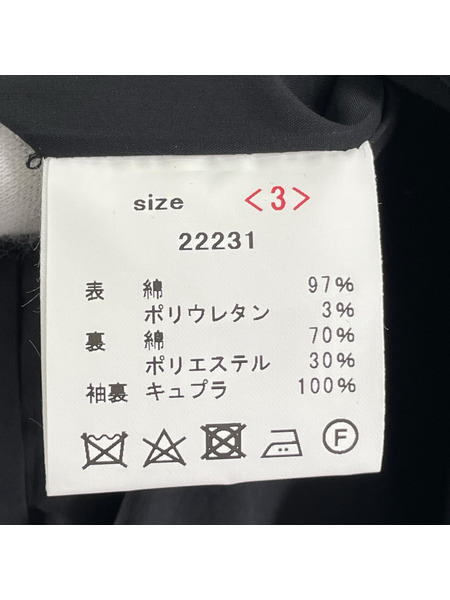 size <3>
22231
表 綿 97%
ポリウレタン 3%
裏 綿 70%
ポリエステル 30%
袖裏 キュプラ 100%
F